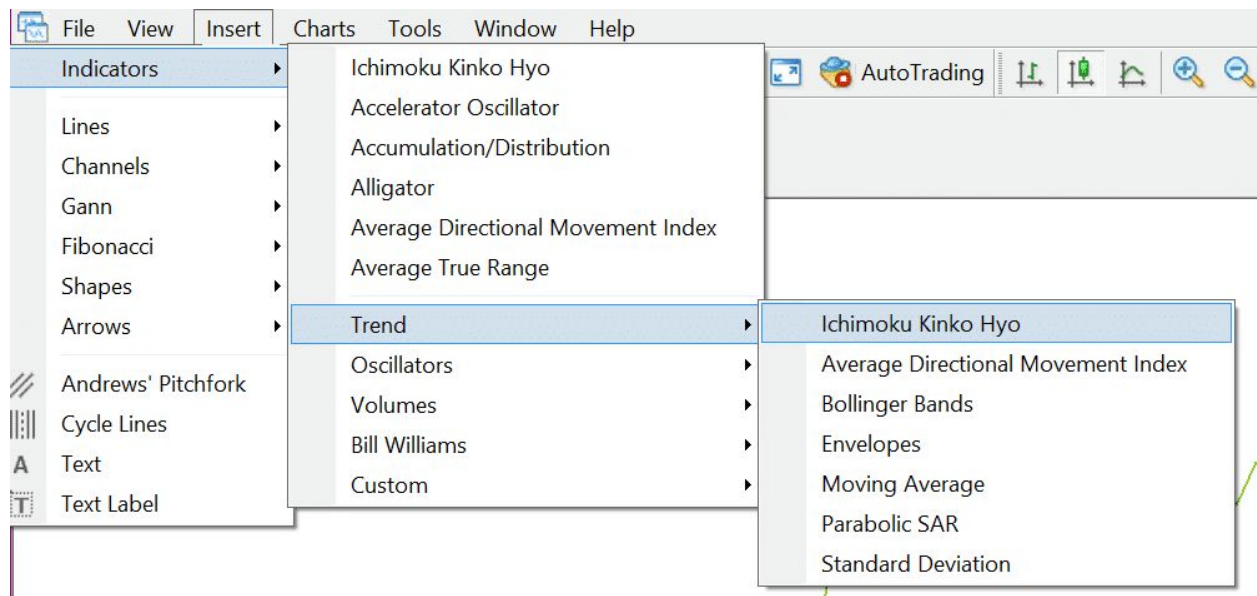 File View Insert Charts Tools Window Help
Indicators
Lines
Channels
Gann
Fibonacci
Shapes
Arrows
Andrews' Pitchfork
Cycle Lines
A Text
T Text Label
Ichimoku Kinko Hyo
Accelerator Oscillator
Accumulation/Distribution
Alligator
Average Directional Movement Index
Average True Range
Trend
Oscillators
Volumes
Bill Williams
Custom
Ichimoku Kinko Hyo
Average Directional Movement Index
Bollinger Bands
Envelopes
Moving Average
Parabolic SAR
Standard Deviation
AutoTrading